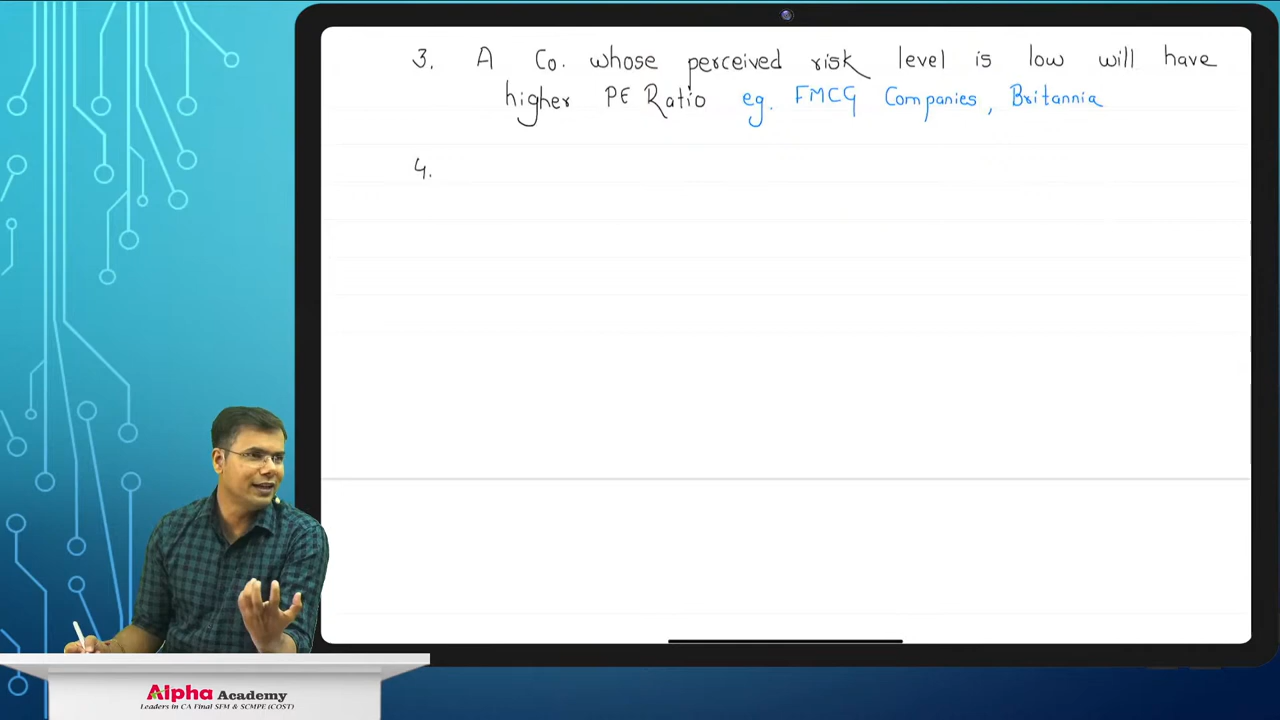 3. A Co. whose perceived risk level is low will have
higher PE Ratio eg. FMCG Companies, Britannia
4.
Alpha Academy
Leaders in CA Final SFM & SCMPE (COST)